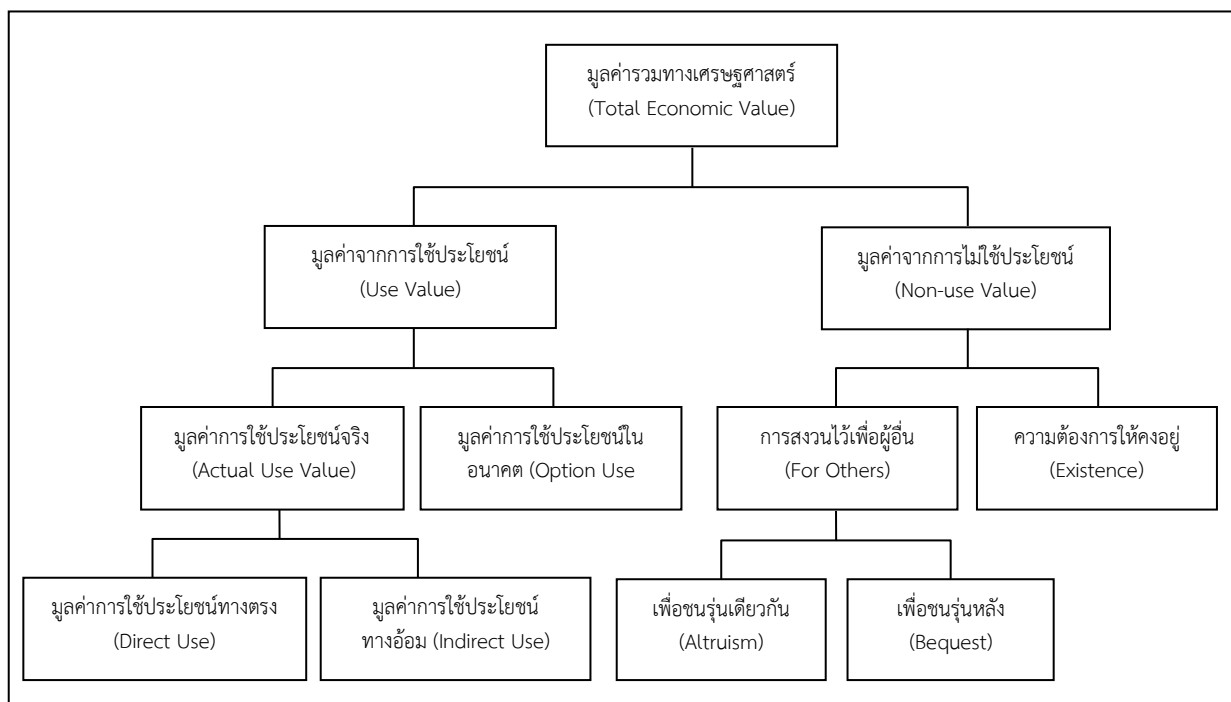 มูลค่ารวมทางเศรษฐศาสตร์
(Total Economic Value)
มูลค่าจากการใช้ประโยชน์
(Use Value)
มูลค่าจากการไม่ใช้ประโยชน์
(Non-use Value)
มูลค่าการใช้ประโยชน์จริง
(Actual Use Value)
มูลค่าการใช้ประโยชน์ใน
อนาคต (Option Use
การสงวนไว้เพื่อผู้อื่น
(For Others)
ความต้องการให้คงอยู่
(Existence)
มูลค่าการใช้ประโยชน์ทางตรง
(Direct Use)
มูลค่าการใช้ประโยชน์
ทางอ้อม (Indirect Use)
เพื่อชนรุ่นเดียวกัน
(Altruism)
เพื่อชนรุ่นหลัง
(Bequest)